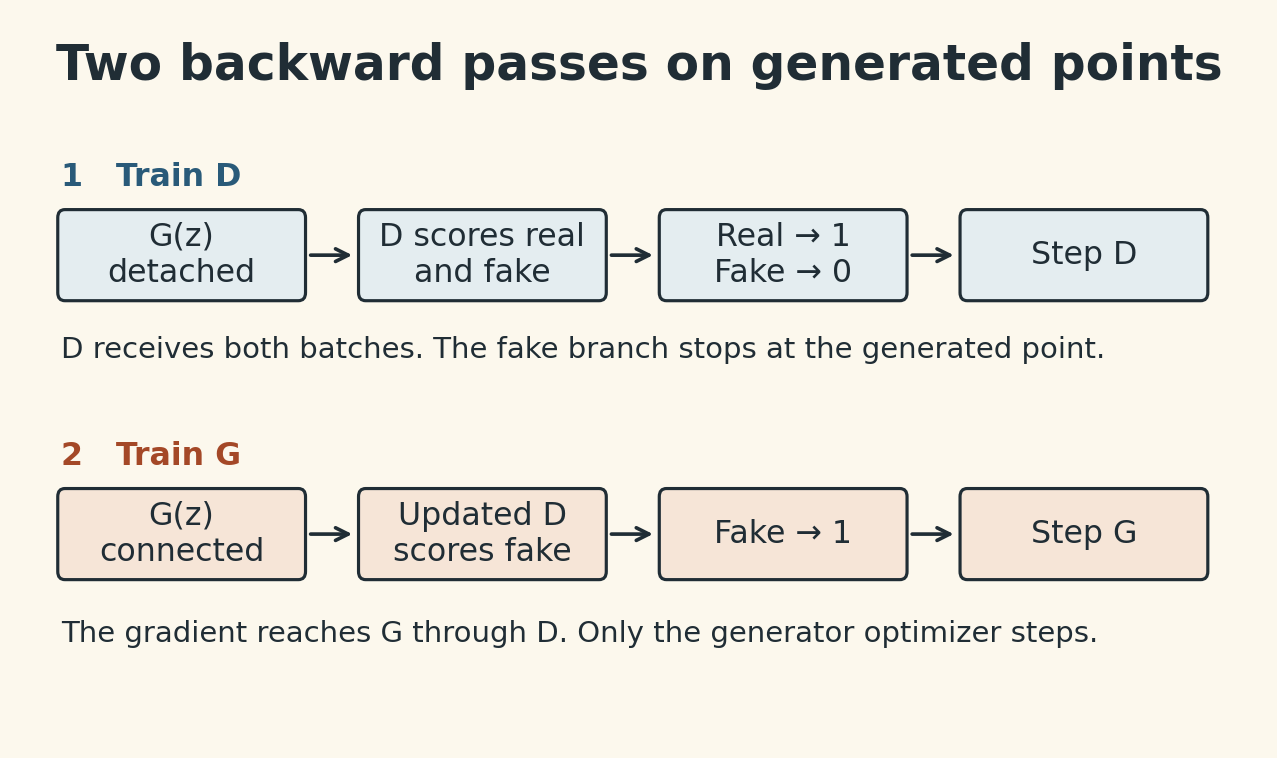 Two backward passes on generated points
1 Train D
G(z)
detached
D scores real
and fake
Real → 1
Fake → 0
Step D
D receives both batches. The fake branch stops at the generated point.
2 Train G
G(z)
connected
Updated D
scores fake
Fake → 1
Step G
The gradient reaches G through D. Only the generator optimizer steps.